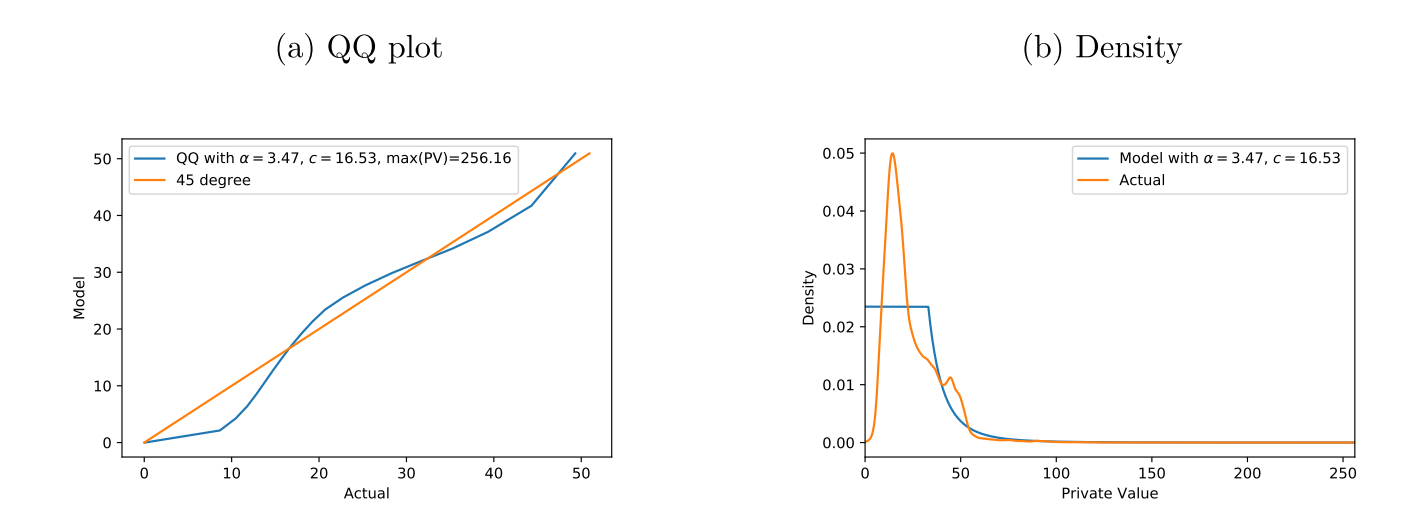 (a) QQ plot
QQ with α = 3.47, c = 16.53, max(PV)=256.16
45 degree
50
40
30
20
10
0
Model
0 10 20 30 40 50
Actual
(b) Density
Model with α = 3.47, c = 16.53
Actual
0.05
0.04
0.03
0.02
0.01
0.00
Density
0 50 100 150 200 250
Private Value